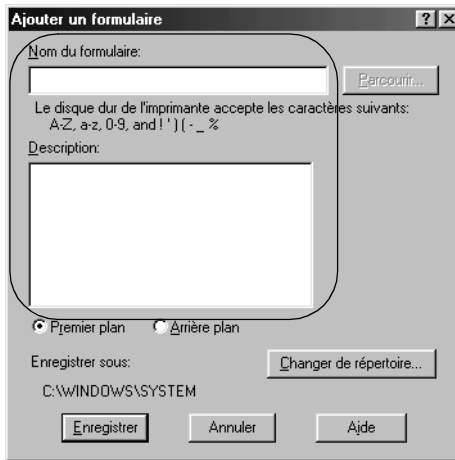 Ajouter un formulaire
Nom du formulaire:
Parcourir...
Le disque dur de l'imprimante accepte les caractères suivants:
A-Z, a-z, 0-9, and ! ' ) ( - _ %
Description:
Premier plan Arrière plan
Enregistrer sous:
Changer de répertoire...
C:\WINDOWS\SYSTEM
Enregistrer Annuler Aide